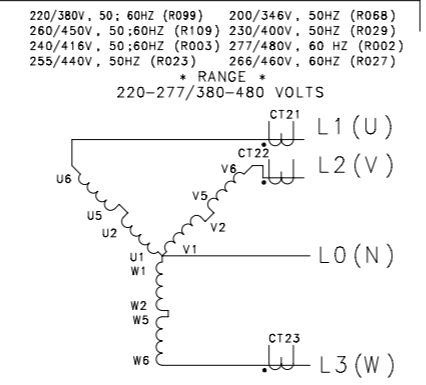 220/380V, 50; 60HZ (R099) 200/346V, 50HZ (R068)
260/450V, 50;60HZ (R109) 230/400V, 50HZ (R029)
240/416V, 50;60HZ (R003) 277/480V, 60 HZ (R002)
255/440V, 50HZ (R023) 266/460V, 60HZ (R027)
* RANGE *
220-277/380-480 VOLTS
CT21
L1(U)
CT22
L2(V)
V6
U6
V5
U5
U2
V2
U1
V1
L0(N)
W1
W2
W5
CT23
W6
L3(W)